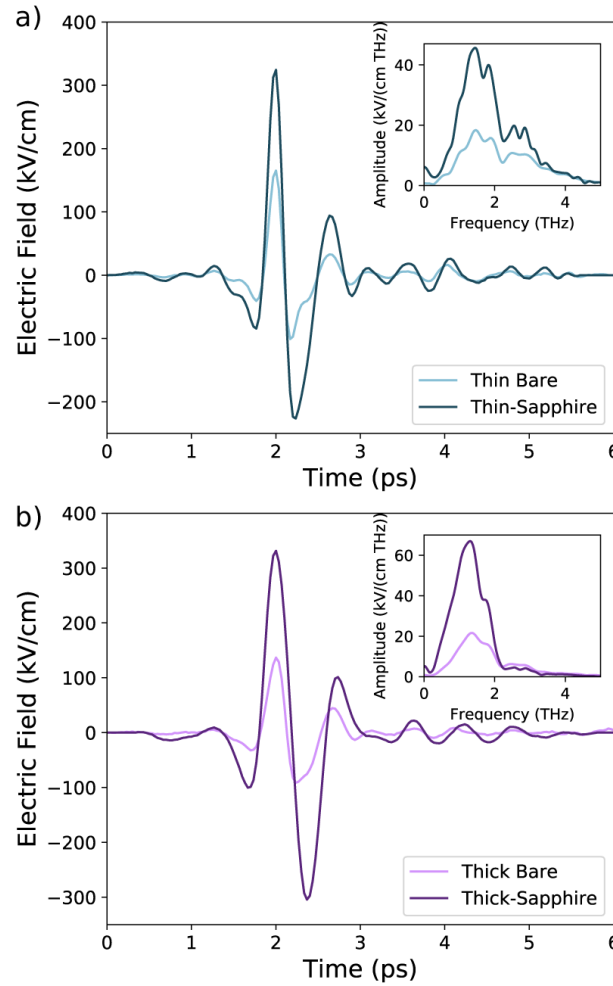 a)
400
300
200
100
0
−100
−200
Electric Field (kV/cm)
0 1 2 3 4 5 6
Time (ps)
Thin Bare
Thin-Sapphire
40
20
0
Amplitude (kV/(cm THz))
0 2 4
Frequency (THz)
b)
400
300
200
100
0
−100
−200
−300
Electric Field (kV/cm)
0 1 2 3 4 5 6
Time (ps)
Thick Bare
Thick-Sapphire
60
40
20
0
Amplitude (kV/(cm THz))
0 2 4
Frequency (THz)